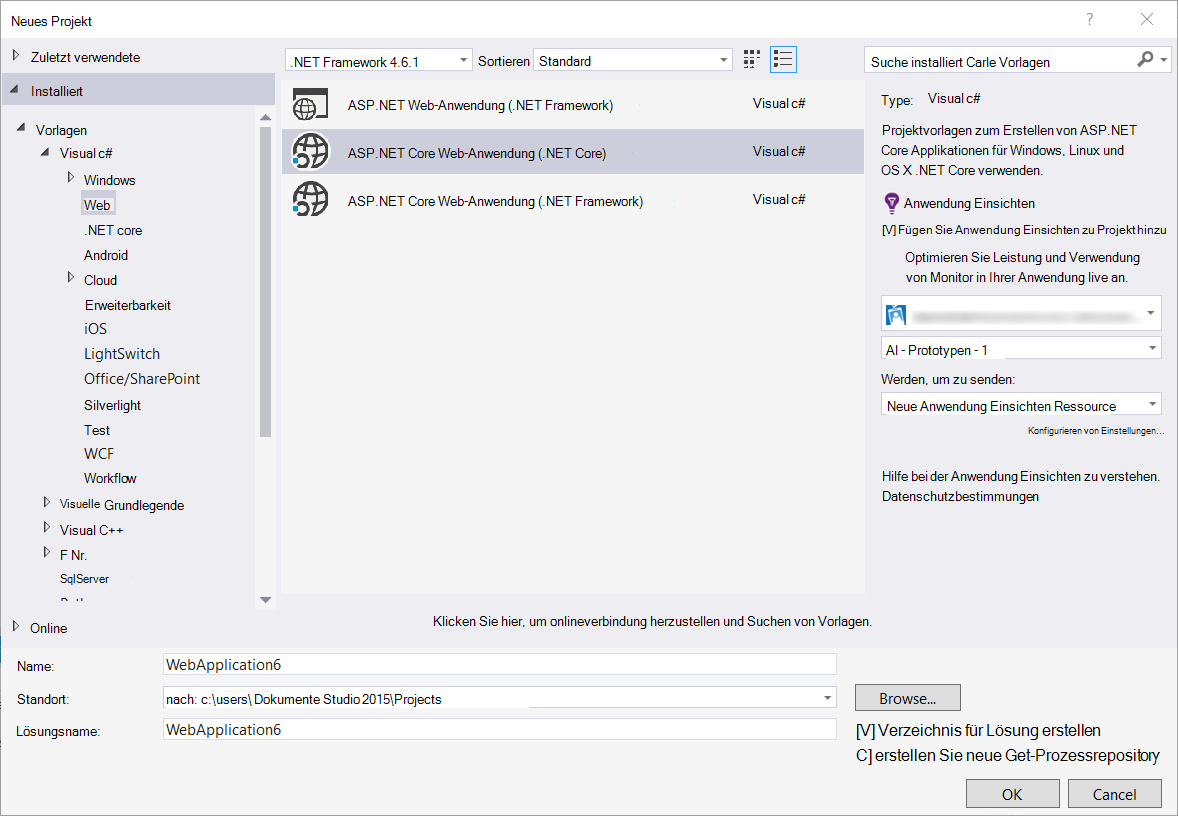 Neues Projekt
?
Zuletzt verwendete
Installiert
Vorlagen
Visual c#
Windows
Web
.NET core
Android
Cloud
Erweiterbarkeit
iOS
LightSwitch
Office/SharePoint
Silverlight
Test
WCF
Workflow
Visuelle Grundlegende
Visual C++
F Nr.
SqlServer
Online
.NET Framework 4.6.1
Sortieren
Standard
ASP.NET Web-Anwendung (.NET Framework)
Visual c#
ASP.NET Core Web-Anwendung (.NET Core)
Visual c#
ASP.NET Core Web-Anwendung (.NET Framework)
Visual c#
Klicken Sie hier, um onlineverbindung herzustellen und Suchen von Vorlagen.
Suche installiert Carle Vorlagen
Type: Visual c#
Projektvorlagen zum Erstellen von ASP.NET
Core Applikationen für Windows, Linux und
OS X .NET Core verwenden.
Anwendung Einsichten
[V] Fügen Sie Anwendung Einsichten zu Projekt hinzu
Optimieren Sie Leistung und Verwendung
von Monitor in Ihrer Anwendung live an.
AI - Prototypen - 1
Werden, um zu senden:
Neue Anwendung Einsichten Ressource
Konfigurieren von Einstellungen...
Hilfe bei der Anwendung Einsichten zu verstehen.
Datenschutzbestimmungen
Name:
WebApplication6
Standort:
nach: c:\users\ Dokumente Studio 2015\Projects
Browse...
Lösungsname:
WebApplication6
[V] Verzeichnis für Lösung erstellen
C] erstellen Sie neue Get-Prozessrepository
OK
Cancel